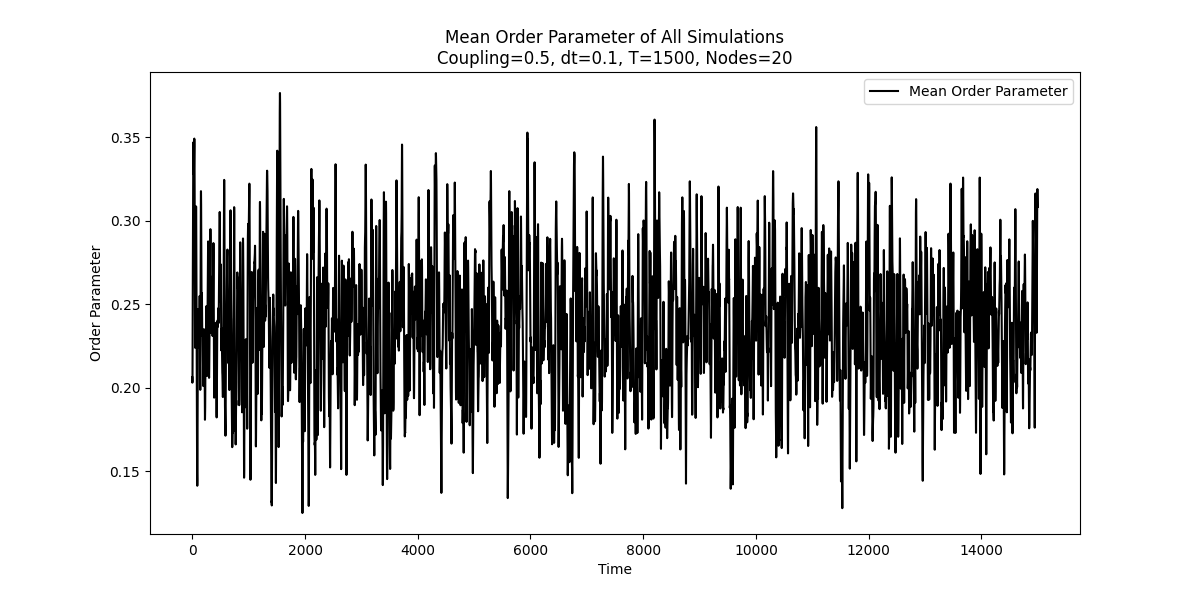 Mean Order Parameter of All Simulations
Coupling=0.5, dt=0.1, T=1500, Nodes=20
Mean Order Parameter
0.35
0.30
0.25
0.20
0.15
Order Parameter
0 2000 4000 6000 8000 10000 12000 14000
Time